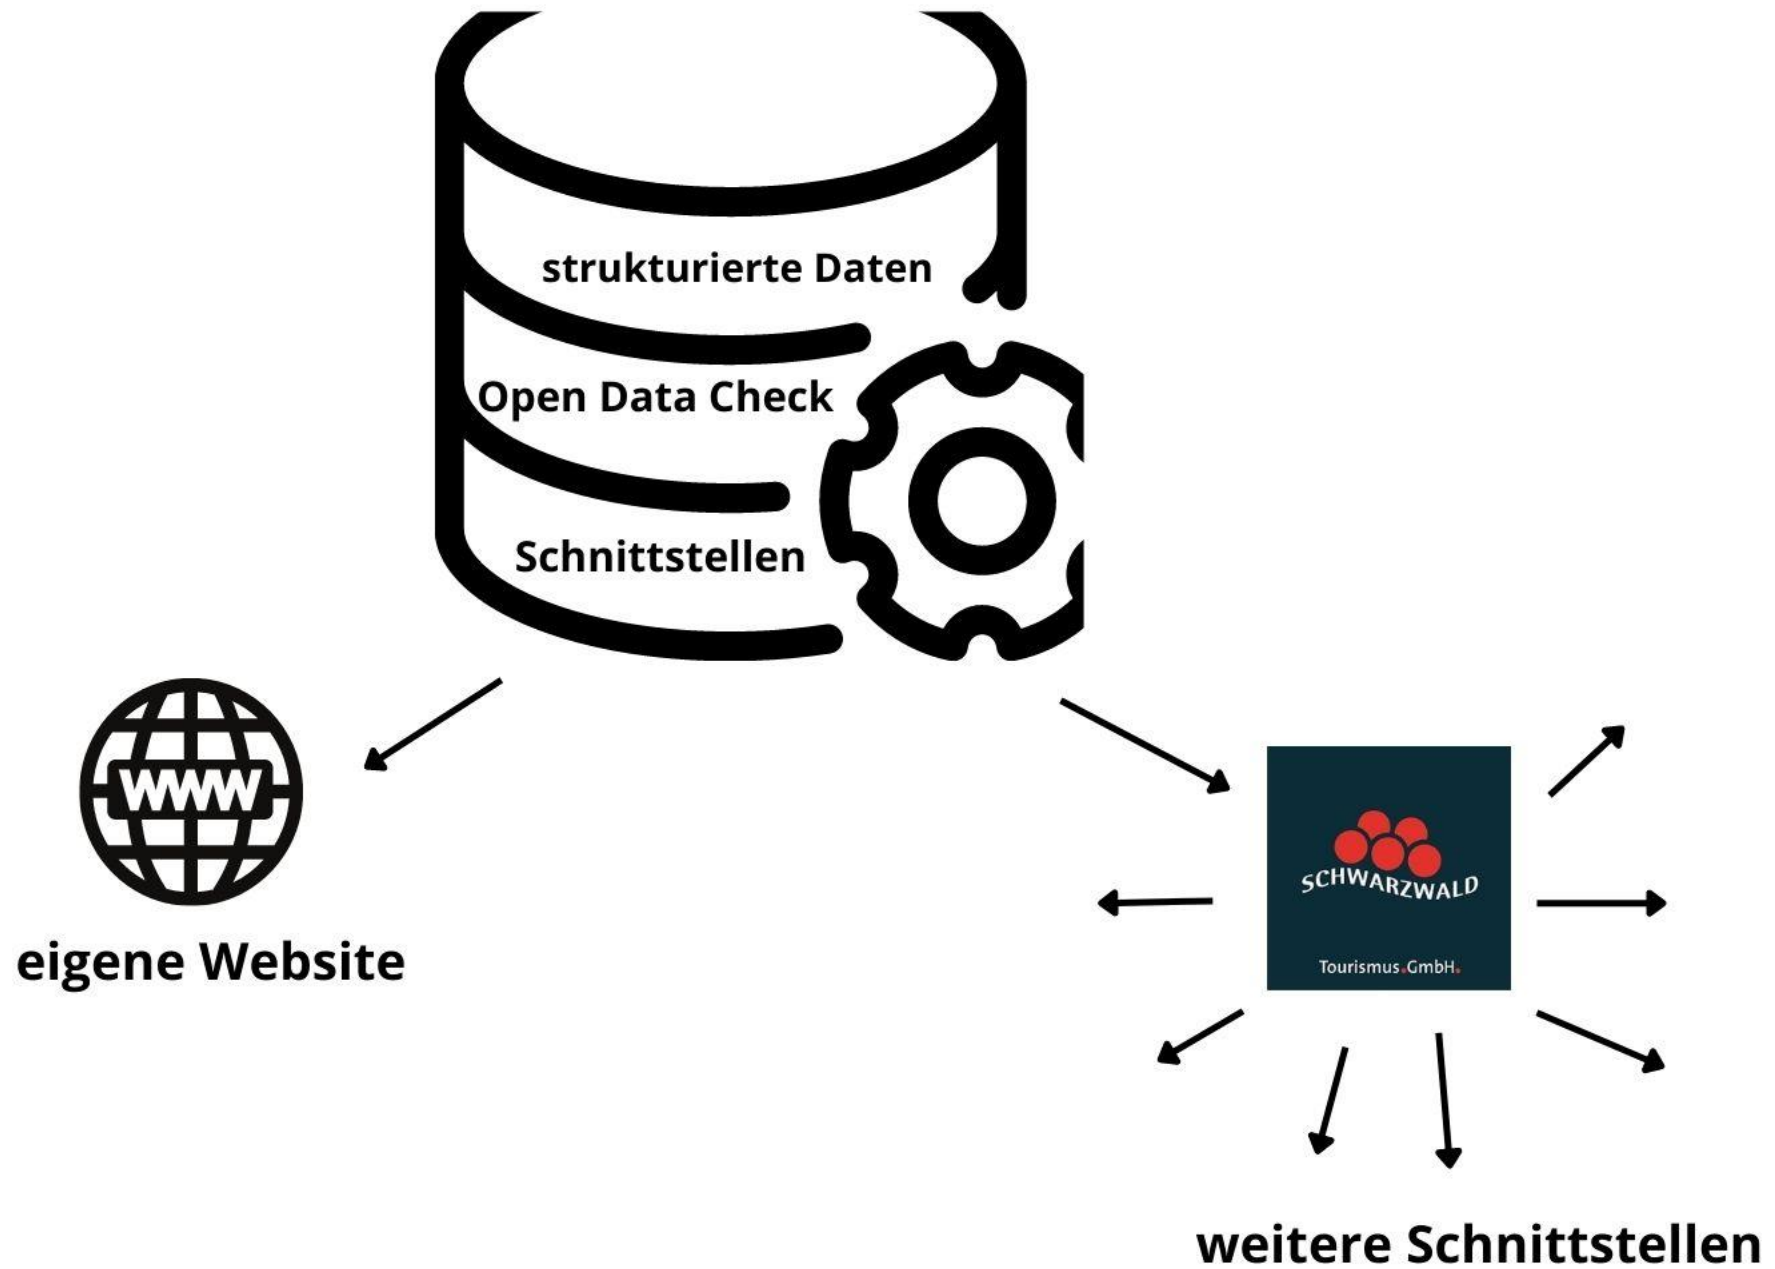 strukturierte Daten
Open Data Check
Schnittstellen
www
eigene Website
SCHWARZWALD
Tourismus.GmbH.
weitere Schnittstellen